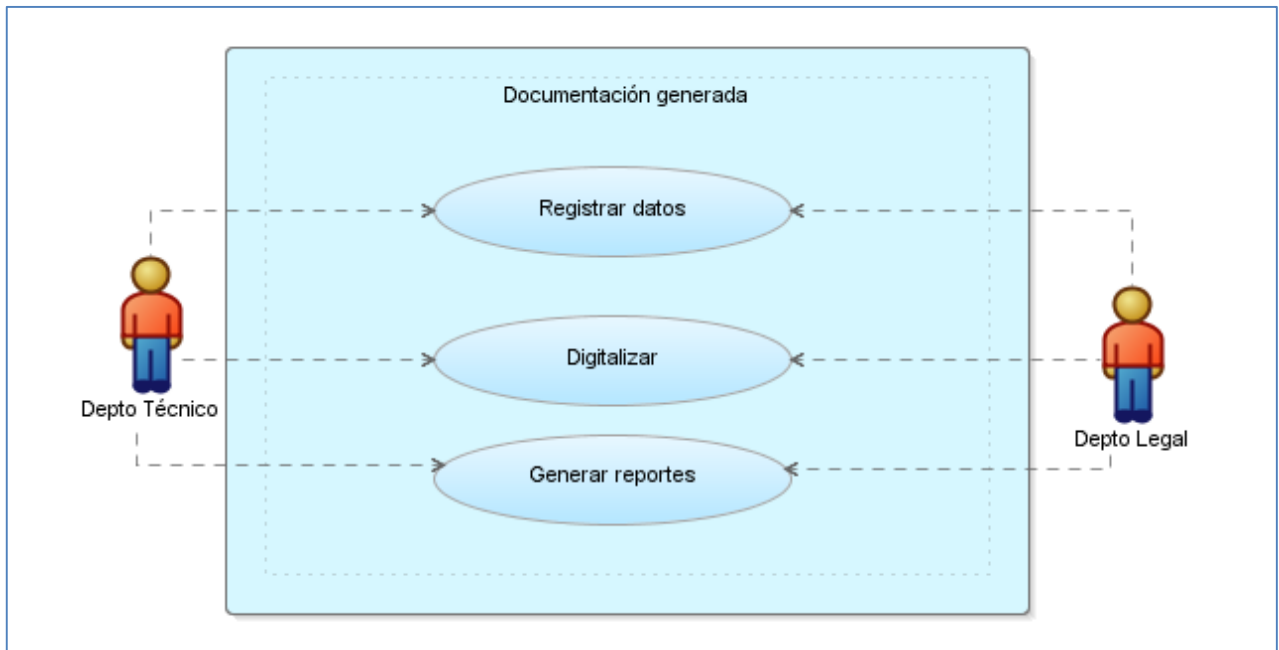 Documentación generada
Registrar datos
Digitalizar
Depto Técnico
Depto Legal
Generar reportes